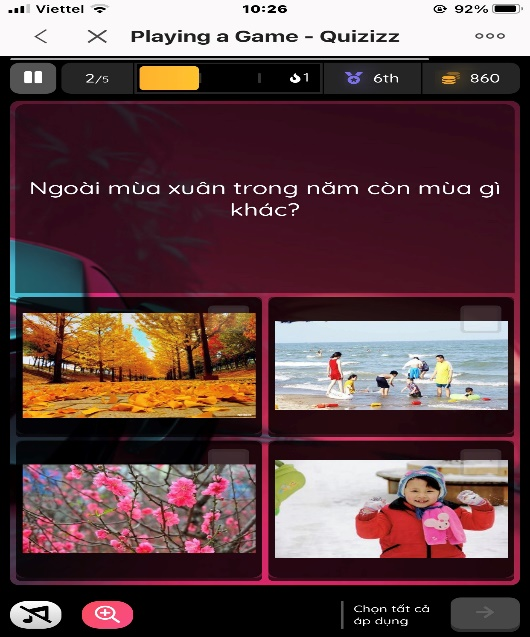 Viettel 10:26 92%
Playing a Game - Quizizz
2/5 1 6th 860
Ngoài mùa xuân trong năm còn mùa gì
khác?
Chọn tất cả
áp dụng